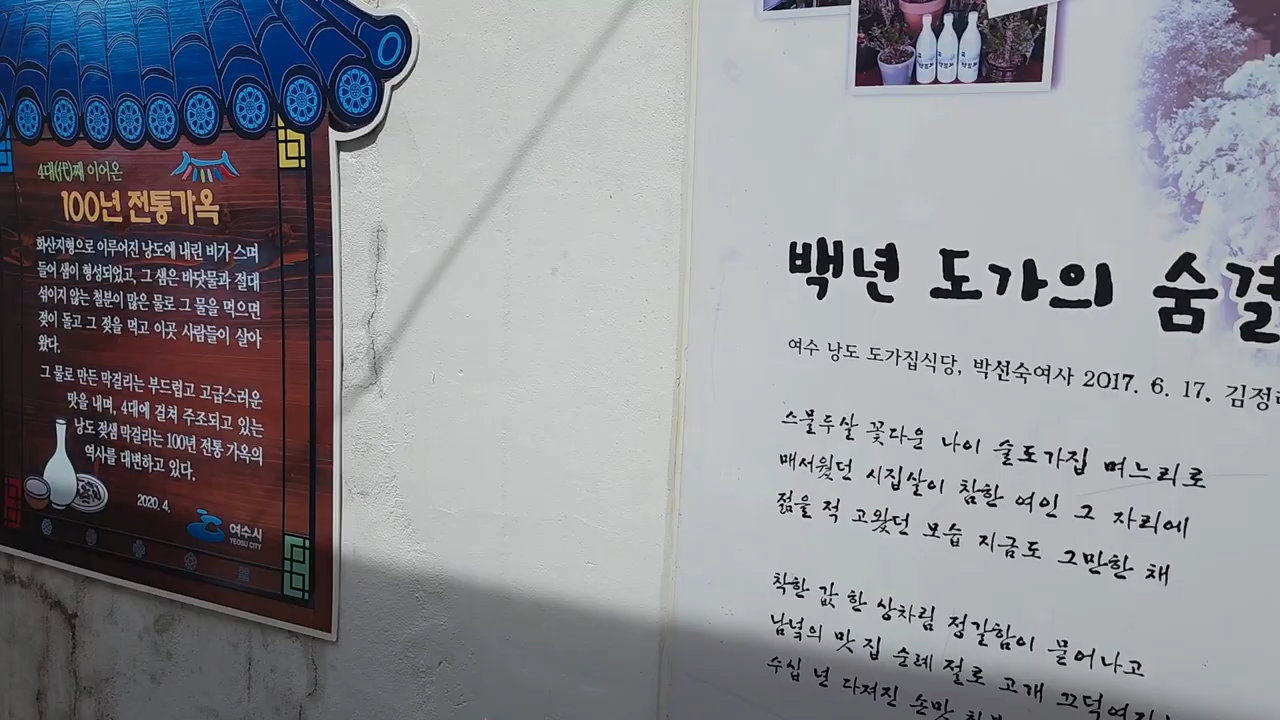 4대(代)째 이어온
100년 전통가옥
화산지형으로 이루어진 낭도에 내린 비가 스며
들어 샘이 형성되었고, 그 샘은 바닷물과 절대
섞이지 않는 철분이 많은 물로 그 물을 먹으면
젖이 돌고 그 젖을 먹고 이곳 사람들이 살아
왔다.
그 물로 만든 막걸리는 부드럽고 고급스러운
맛을 내며, 4대에 걸쳐 주조되고 있는
낭도 젖샘 막걸리는 100년 전통 가옥의
역사를 대변하고 있다.
2020. 4.
여수시
YEOSU CITY
백년 도가의 숨결
여수 낭도 도가집식당, 박선숙여사 2017. 6. 17. 김정
스물두살 꽃다운 나이 술도가집 며느리로
매서웠던 시집살이 참한 여인 그 자리에
젊을 적 고왔던 모습 지금도 그만한 채
착한 값 한 상차림 정갈함이 묻어나고
남녘의 맛 집 순례 절로 고개 끄덕여
수십 년 다져진 손맛